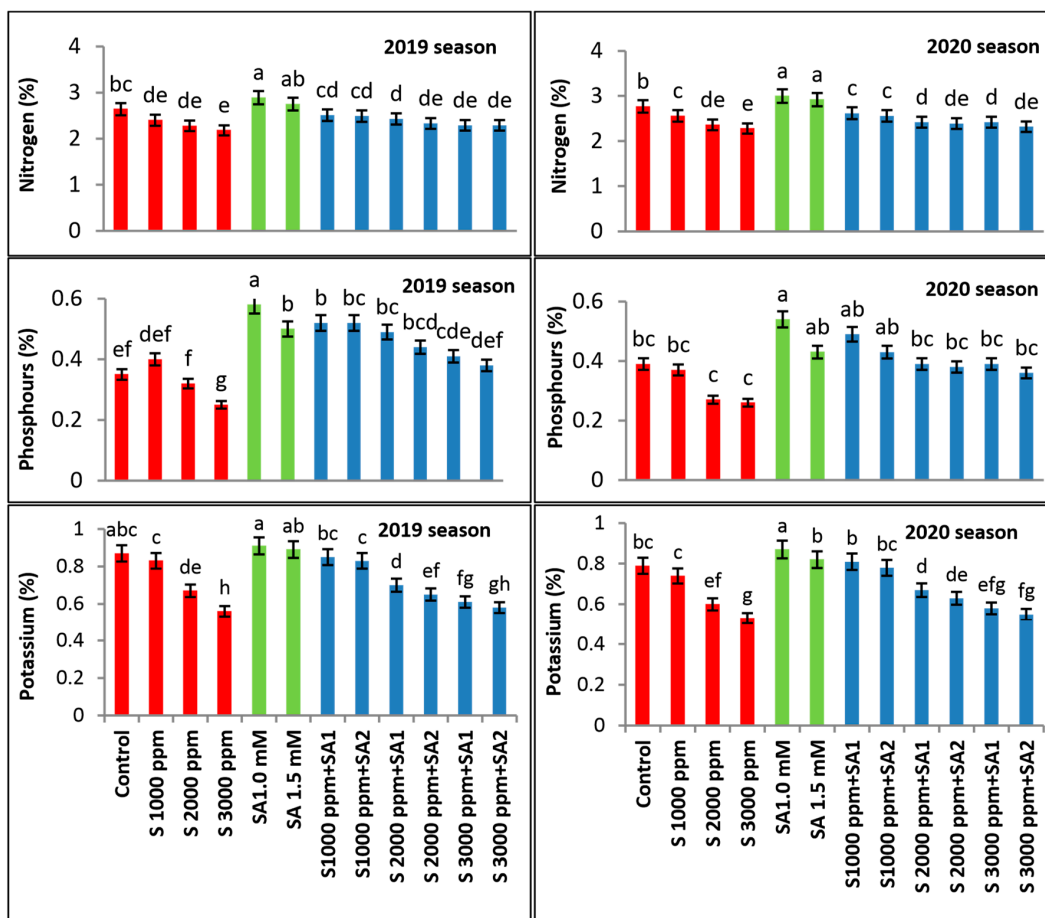 2019 season
Nitrogen (%)
4
3
2
1
0
bc de de e a ab cd cd d de de de
2020 season
Nitrogen (%)
4
3
2
1
0
b c de e a a c c d de d de
2019 season
Phosphours (%)
0.6
0.4
0.2
0
ef def f g a b b bc bc bcd cde def
2020 season
Phosphours (%)
0.6
0.4
0.2
0
bc bc c c a ab ab ab bc bc bc bc
2019 season
Potassium (%)
1
0.8
0.6
0.4
0.2
0
abc c de h a ab bc c d ef fg gh
Control
S 1000 ppm
S 2000 ppm
S 3000 ppm
SA1.0 mM
SA 1.5 mM
S1000 ppm+SA1
S1000 ppm+SA2
S 2000 ppm+SA1
S 2000 ppm+SA2
S 3000 ppm+SA1
S 3000 ppm+SA2
2020 season
Potassium (%)
1
0.8
0.6
0.4
0.2
0
bc c ef g a b b bc d de efg fg
Control
S 1000 ppm
S 2000 ppm
S 3000 ppm
SA1.0 mM
SA 1.5 mM
S1000 ppm+SA1
S1000 ppm+SA2
S 2000 ppm+SA1
S 2000 ppm+SA2
S 3000 ppm+SA1
S 3000 ppm+SA2